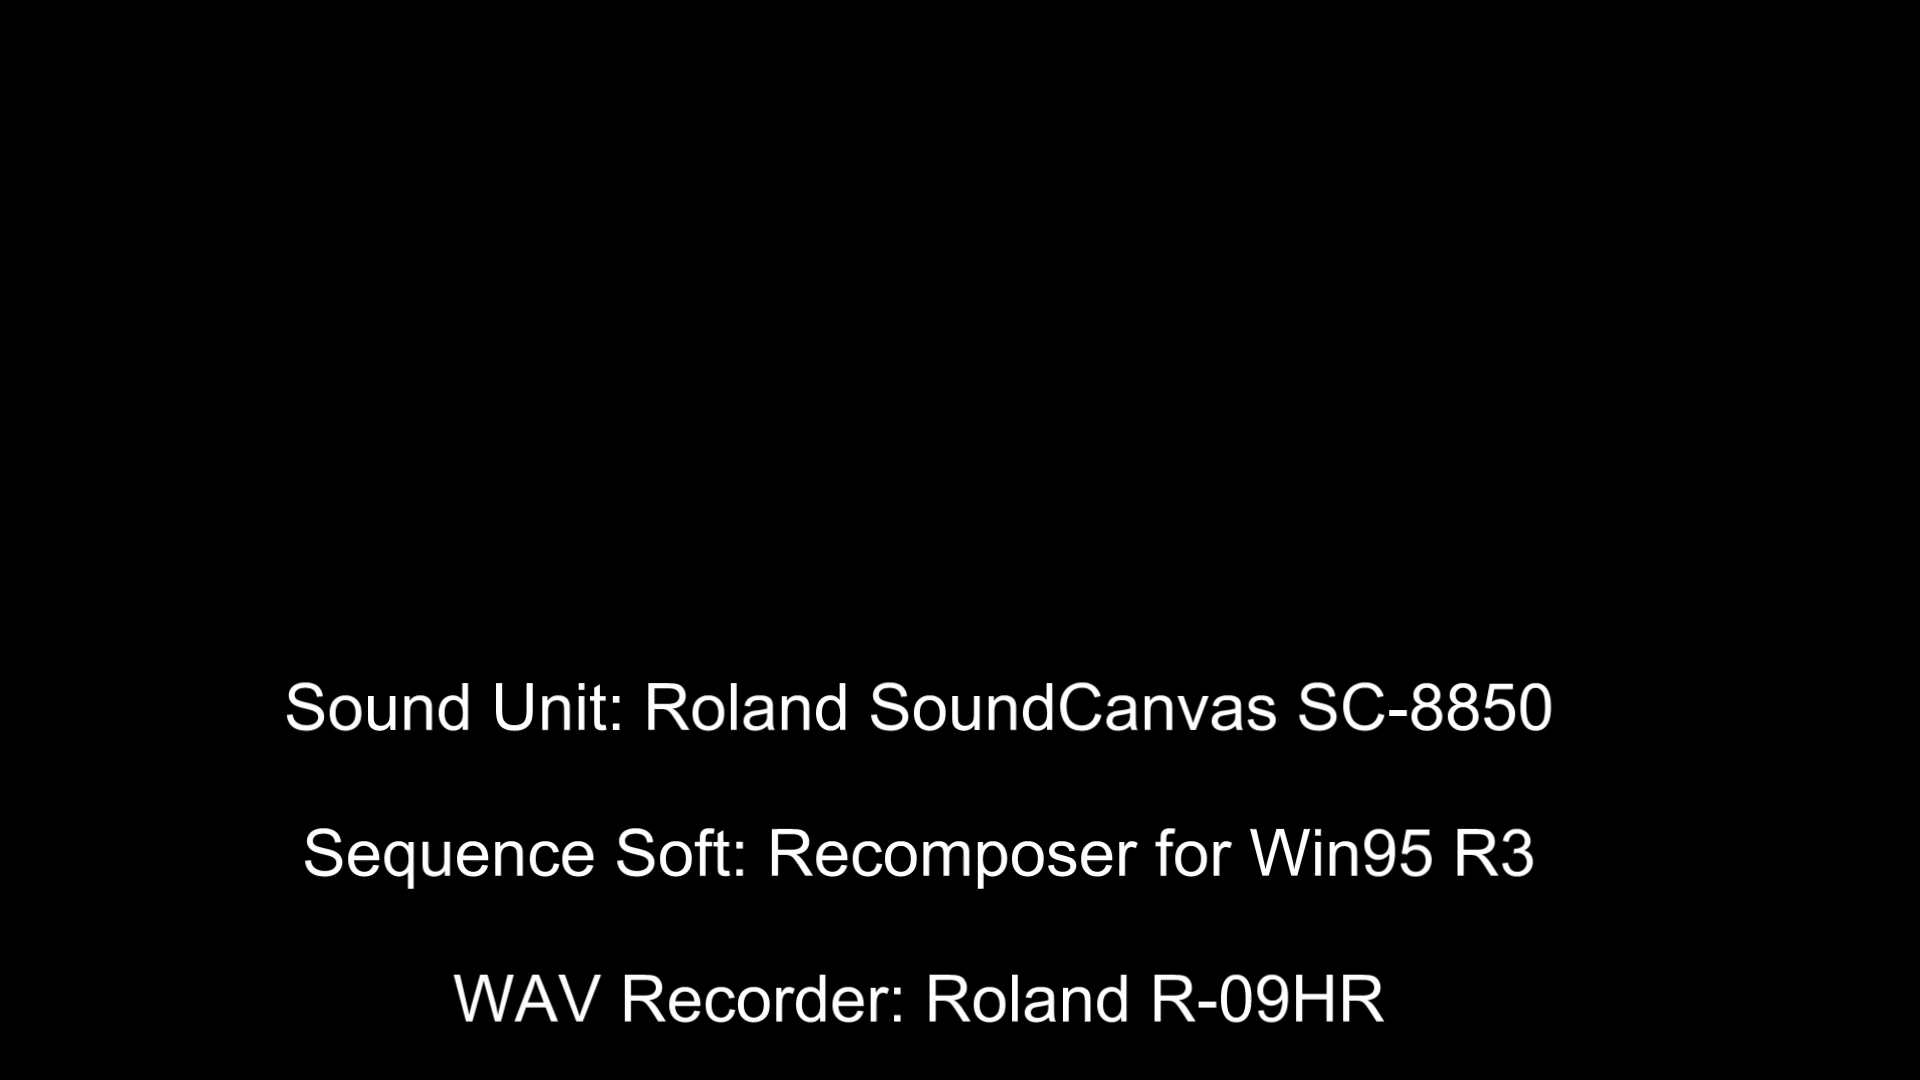 Sound Unit: Roland SoundCanvas SC-8850
Sequence Soft: Recomposer for Win95 R3
WAV Recorder: Roland R-09HR